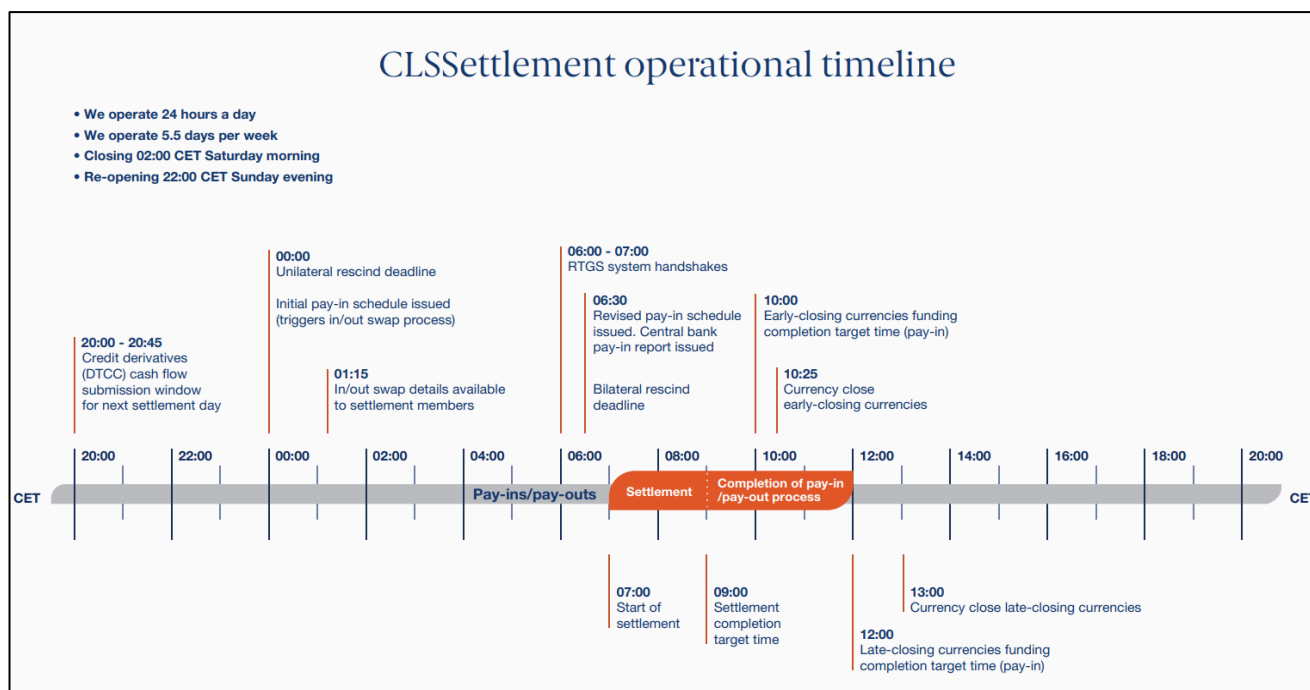 CLSSettlement operational timeline
• We operate 24 hours a day
• We operate 5.5 days per week
• Closing 02:00 CET Saturday morning
• Re-opening 22:00 CET Sunday evening
20:00 - 20:45
Credit derivatives
(DTCC) cash flow
submission window
for next settlement day
00:00
Unilateral rescind deadline
Initial pay-in schedule issued
(triggers in/out swap process)
01:15
In/out swap details available
to settlement members
06:00 - 07:00
RTGS system handshakes
06:30
Revised pay-in schedule
issued. Central bank
pay-in report issued
Bilateral rescind
deadline
10:00
Early-closing currencies funding
completion target time (pay-in)
10:25
Currency close
early-closing currencies
20:00 22:00 00:00 02:00 04:00 06:00 08:00 10:00 12:00 14:00 16:00 18:00 20:00
CET
Pay-ins/pay-outs
Settlement
Completion of pay-in
/pay-out process
CET
07:00
Start of
settlement
09:00
Settlement
completion
target time
12:00
Late-closing currencies funding
completion target time (pay-in)
13:00
Currency close late-closing currencies